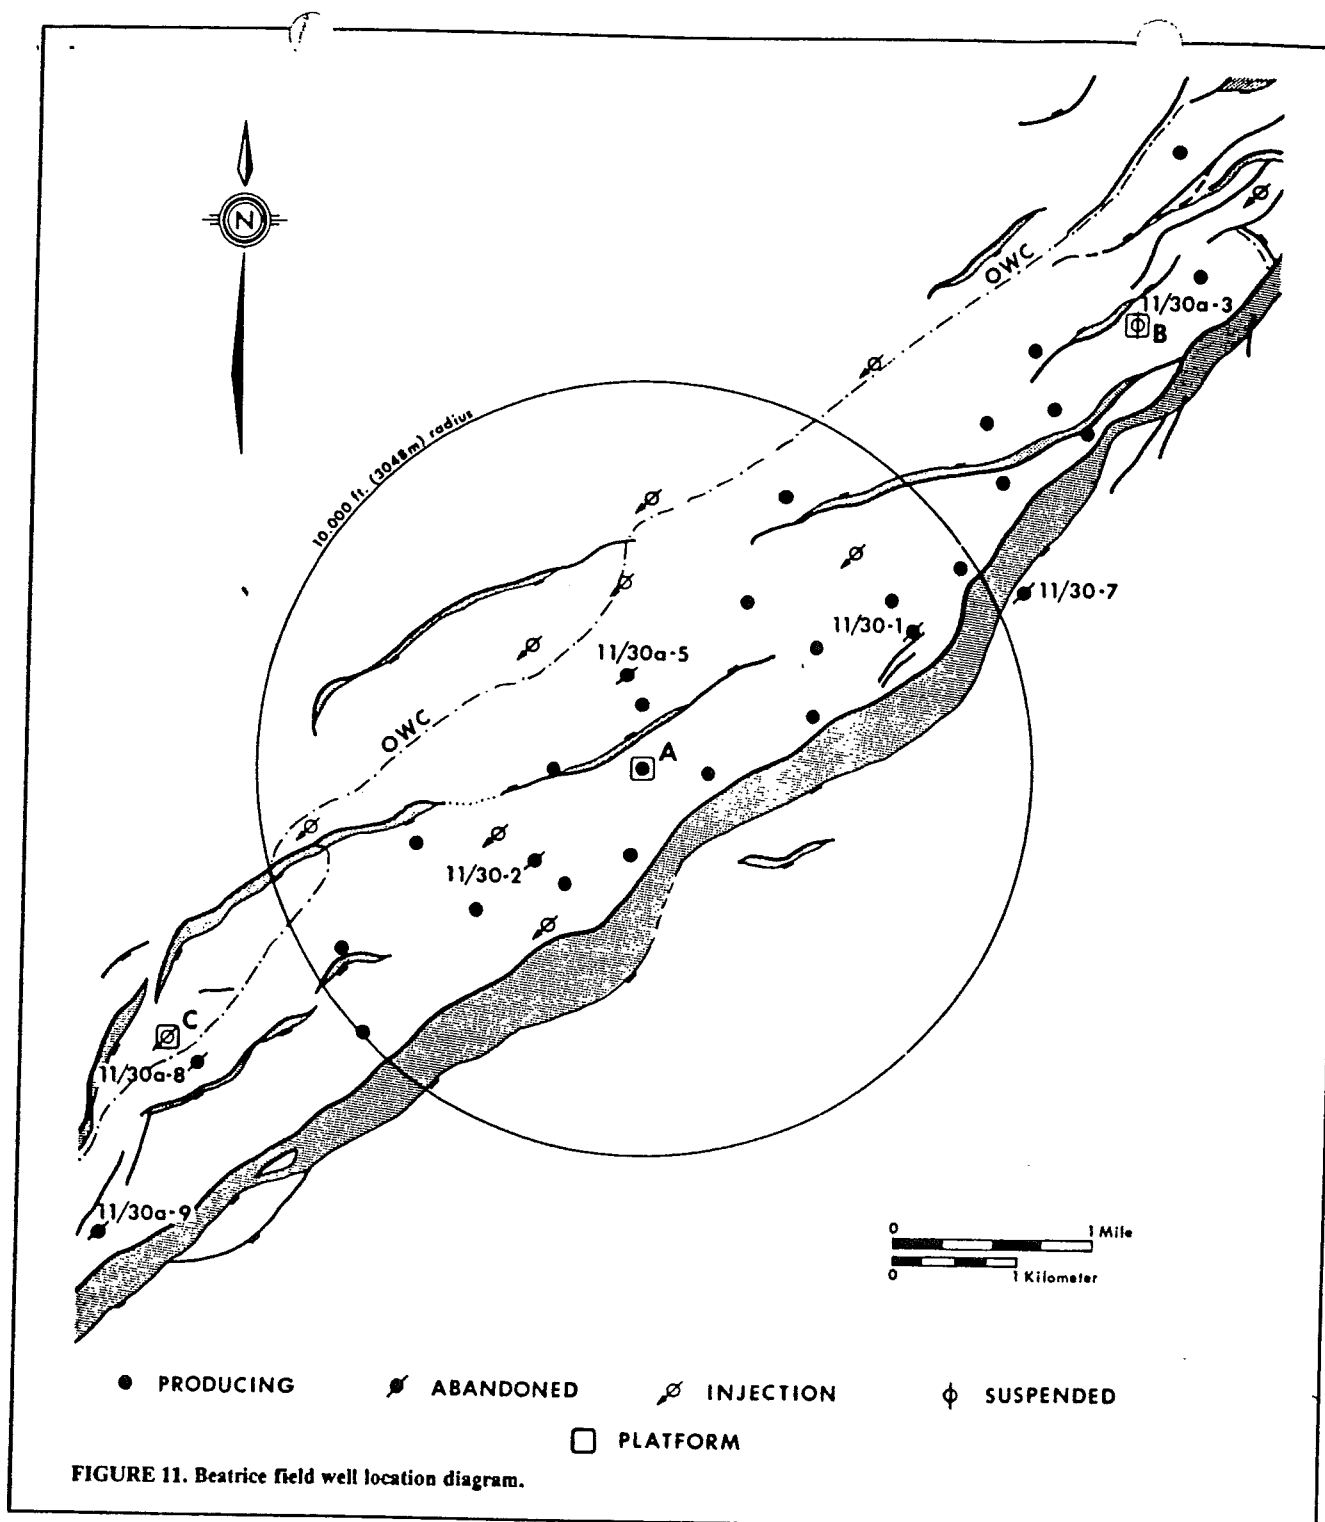 N
11/30a-3
B
OWC
10.000 ft. (3048m) radius
11/30-7
11/30-1
11/30a-5
OWC
A
11/30-2
C
11/30a-8
11/30a-9
0 1 Mile
0 1 Kilometer
PRODUCING ABANDONED INJECTION SUSPENDED
PLATFORM
FIGURE 11. Beatrice field well location diagram.